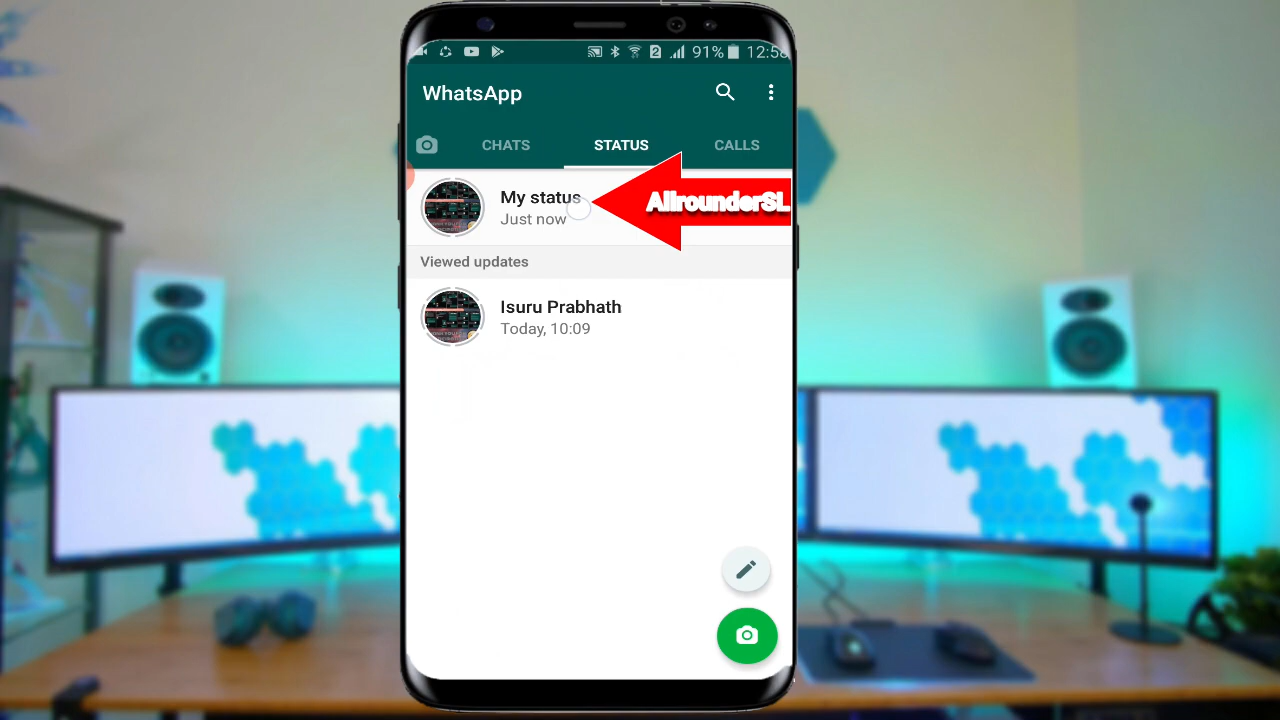 91% 12:58
WhatsApp
CHATS STATUS CALLS
My status
Just now
AllrounderSL
Viewed updates
Isuru Prabhath
Today, 10:09